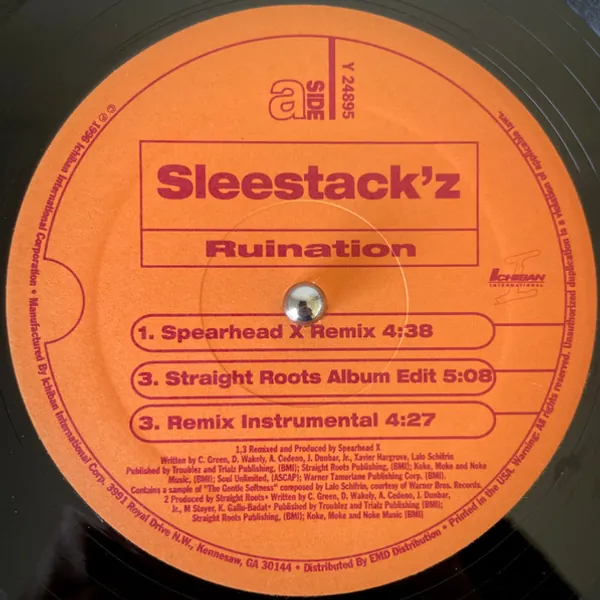 a SIDE
Y 24895
Sleestack'z
Ruination
ICHIBAN
INTERNATIONAL
1. Spearhead X Remix 4:38
3. Straight Roots Album Edit 5:08
3. Remix Instrumental 4:27
1,3 Remixed and Produced by Spearhead X
Written by C. Green, D. Wakely, A. Cedeno, J. Dunbar, Jr., Xavier Hargrove, Lalo Schifrin
Published by Troublez and Trialz Publishing, (BMI); Straight Roots Publishing, (BMI); Koke, Moke and Noke
Music, (BMI); Soul Unlimited, (ASCAP); Warner Tamerlane Publishing Corp. (BMI).
Contains a sample of "The Gentle Softness" composed by Lalo Schifrin, courtesy of Warner Bros. Records.
2 Produced by Straight Roots• Written by C. Green, D. Wakely, A. Cedeno, J. Dunbar,
Jr., M Stayer, K. Gallu-Badat• Published by Troublez and Trialz Publishing, (BMI)
Straight Roots Publishing, (BMI); Koke, Moke and Noke Music (BMI)
℗ © 1996 Ichiban International Corporation • Manufactured By Ichiban International Corp. 3991 Royal Drive N.W., Kennesaw, GA 30144 • Distributed By EMD Distribution • Printed in the USA. Warning: All rights reserved. Unauthorized duplication is a violation of applicable laws.